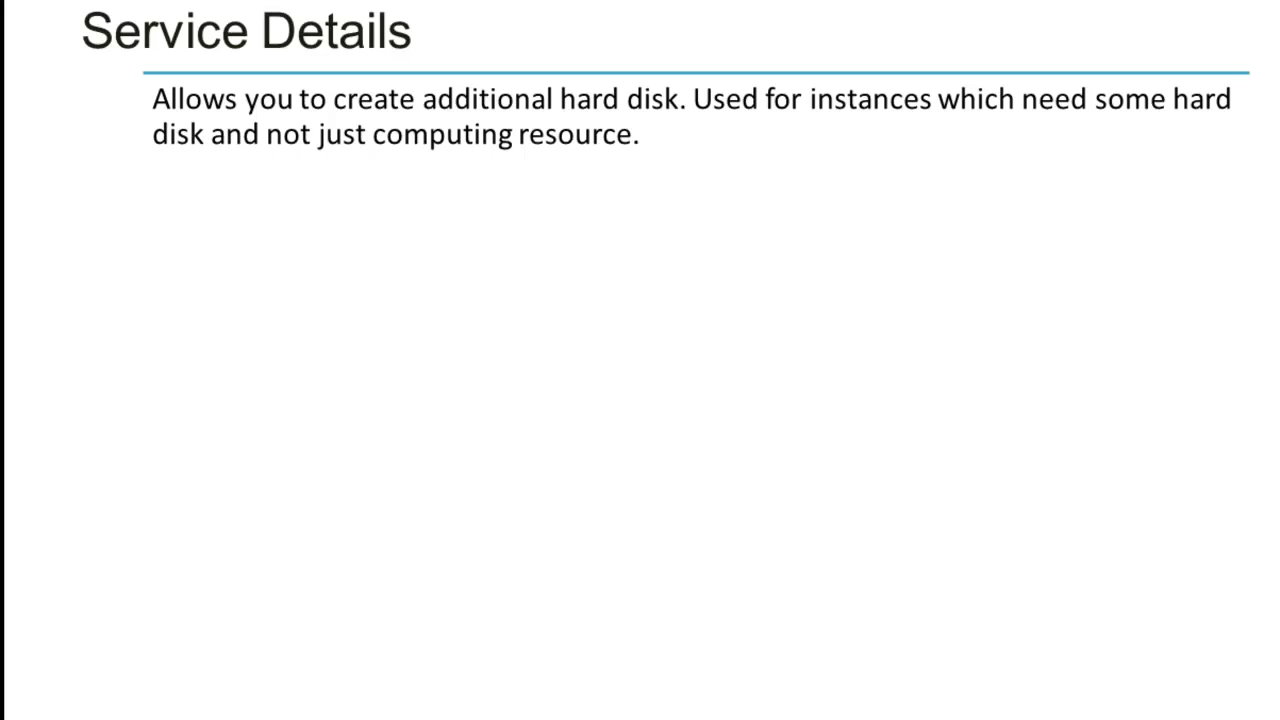 Service Details
Allows you to create additional hard disk. Used for instances which need some hard
disk and not just computing resource.